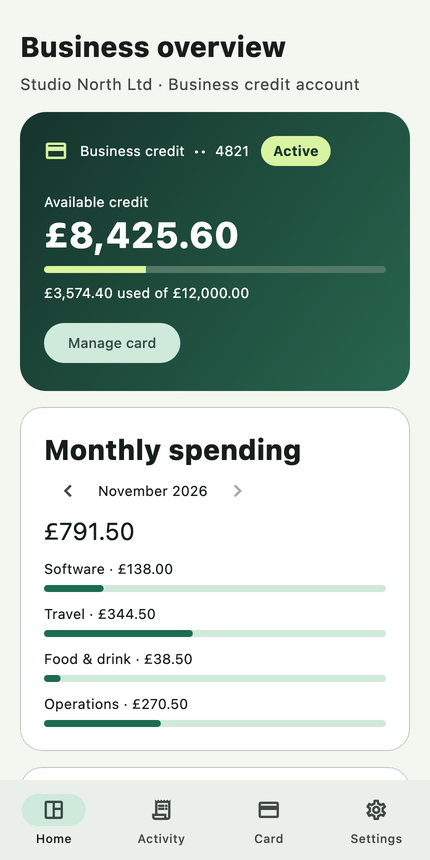 Business overview
Studio North Ltd · Business credit account
Business credit ·· 4821 Active
Available credit
£8,425.60
£3,574.40 used of £12,000.00
Manage card
Monthly spending
November 2026
£791.50
Software · £138.00
Travel · £344.50
Food & drink · £38.50
Operations · £270.50
Home Activity Card Settings